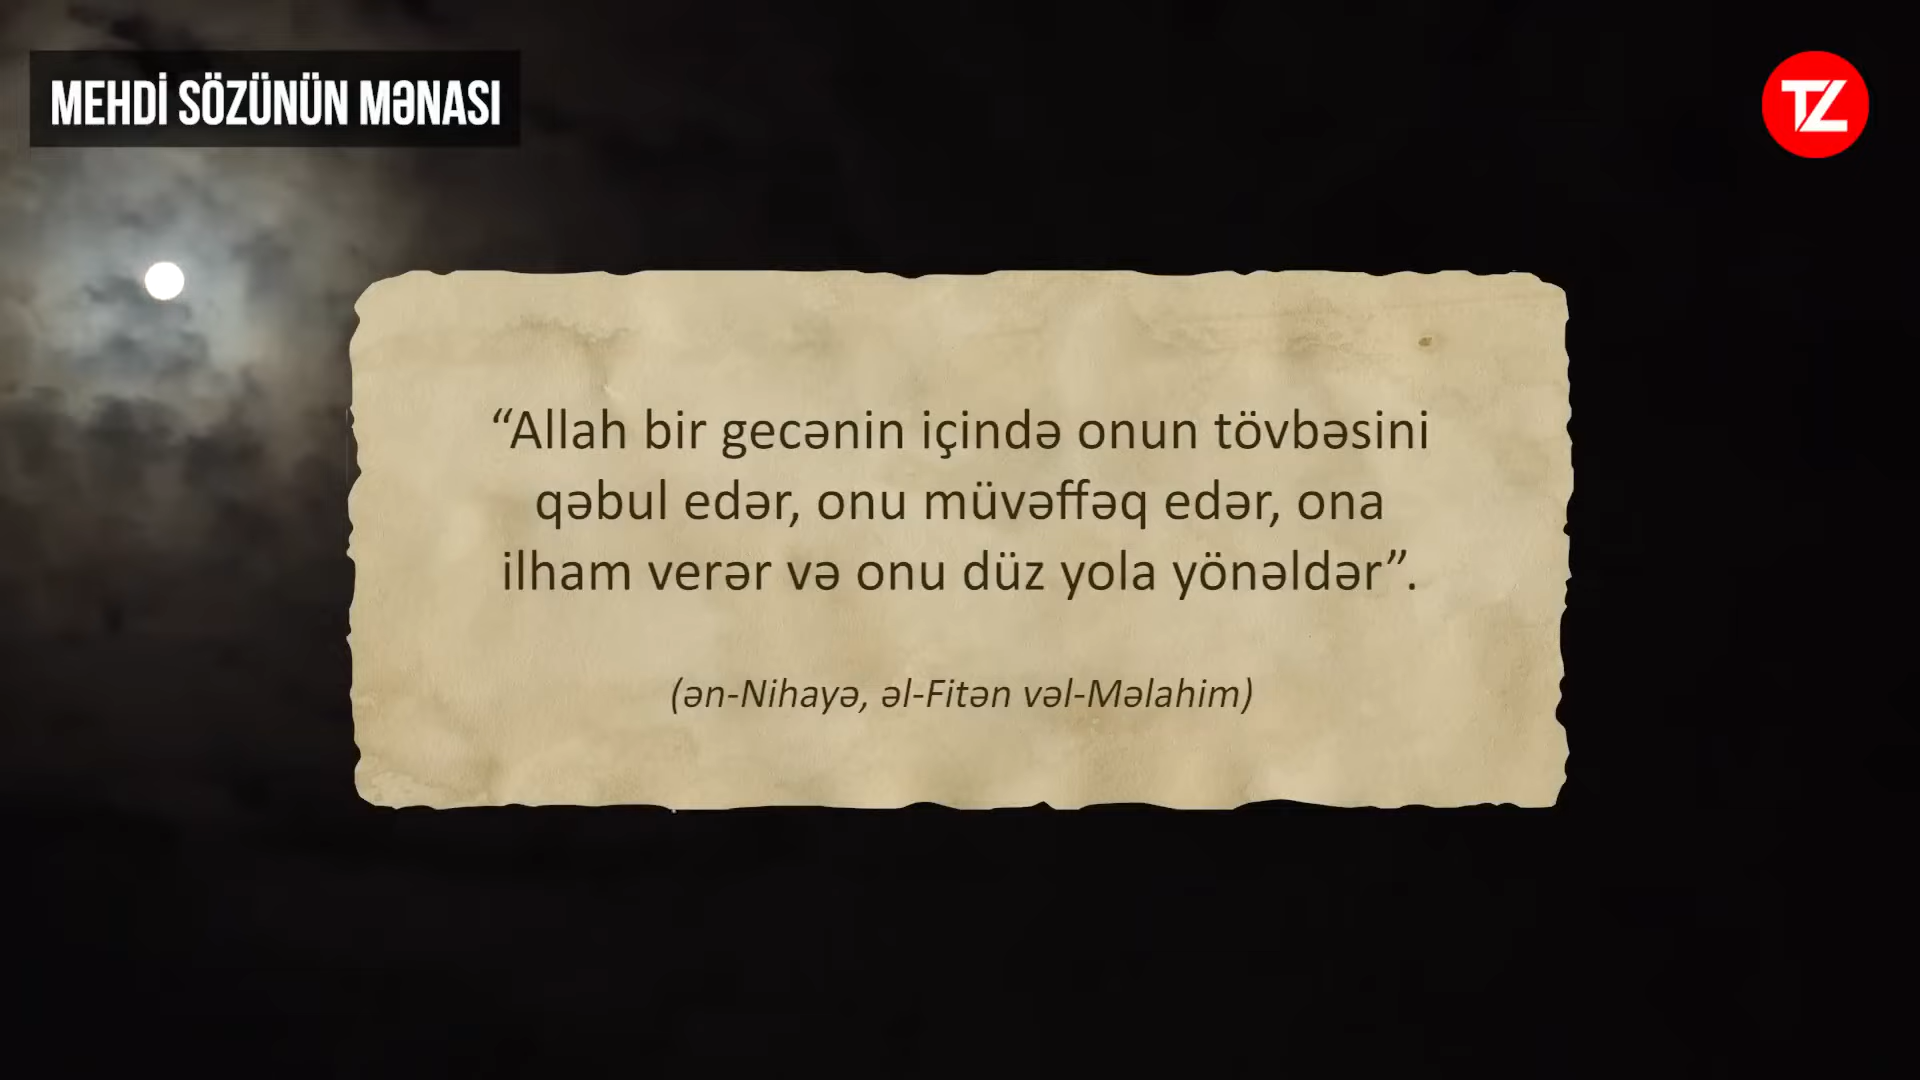 MEHDİ SÖZÜNÜN MƏNASI
TZ
“Allah bir gecənin içində onun tövbəsini
qəbul edər, onu müvəffəq edər, ona
ilham verər və onu düz yola yönəldər”.
(ən-Nihayə, əl-Fitən vəl-Məlahim)